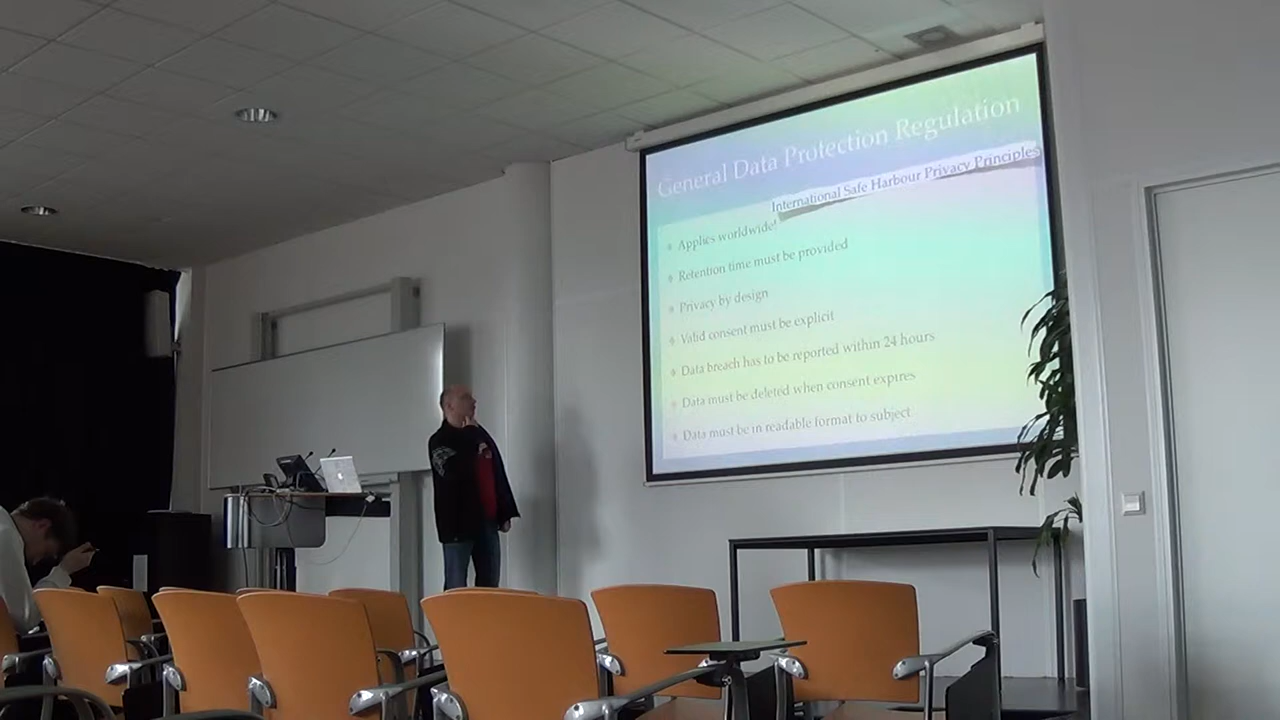 General Data Protection Regulation
International Safe Harbour Privacy Principles
Applies worldwide!
Retention time must be provided
Privacy by design
Valid consent must be explicit
Data breach has to be reported within 24 hours
Data must be deleted when consent expires
Data must be in readable format to subject